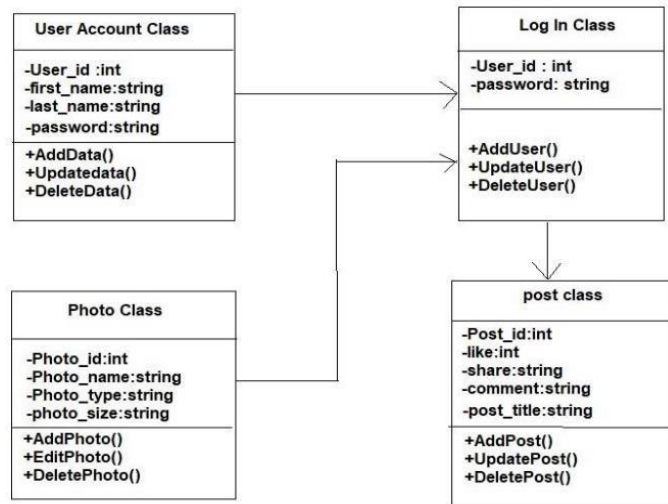 User Account Class
-User_id :int
-first_name:string
-last_name:string
-password:string
+AddData()
+Updatedata()
+DeleteData()
Log In Class
-User_id : int
-password: string
+AddUser()
+UpdateUser()
+DeleteUser()
Photo Class
-Photo_id:int
-Photo_name:string
-Photo_type:string
-photo_size:string
+AddPhoto()
+EditPhoto()
+DeletePhoto()
post class
-Post_id:int
-like:int
-share:string
-comment:string
-post_title:string
+AddPost()
+UpdatePost()
+DeletePost()